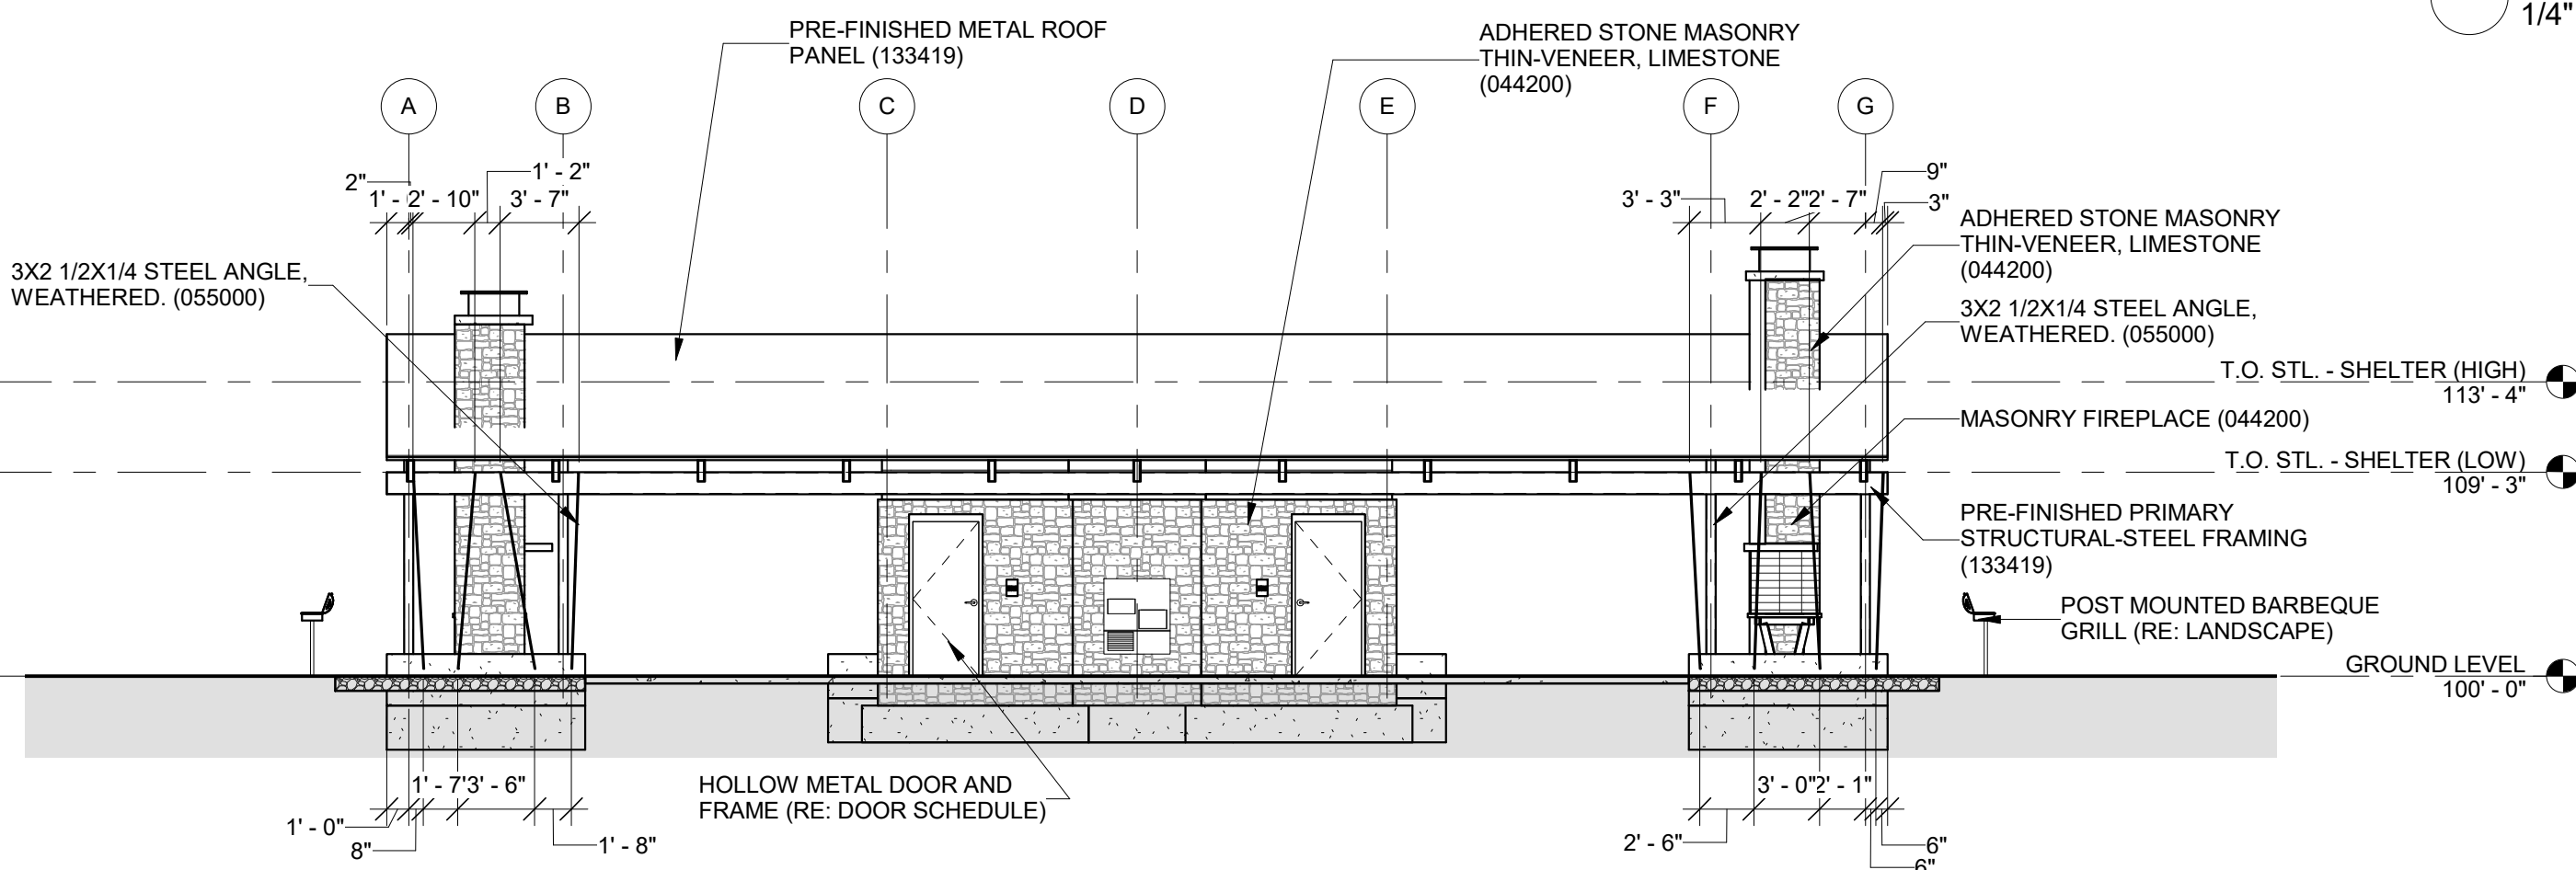 1/4"
PRE-FINISHED METAL ROOF
PANEL (133419)
ADHERED STONE MASONRY
THIN-VENEER, LIMESTONE
(044200)
A
B
C
D
E
F
G
2"
1' - 2"
1' - 2' - 10"
3' - 7"
3' - 3"
2' - 2"
2' - 7"
9"
3"
3X2 1/2X1/4 STEEL ANGLE,
WEATHERED. (055000)
ADHERED STONE MASONRY
THIN-VENEER, LIMESTONE
(044200)
3X2 1/2X1/4 STEEL ANGLE,
WEATHERED. (055000)
T.O. STL. - SHELTER (HIGH)
113' - 4"
MASONRY FIREPLACE (044200)
T.O. STL. - SHELTER (LOW)
109' - 3"
PRE-FINISHED PRIMARY
STRUCTURAL-STEEL FRAMING
(133419)
POST MOUNTED BARBEQUE
GRILL (RE: LANDSCAPE)
GROUND LEVEL
100' - 0"
HOLLOW METAL DOOR AND
FRAME (RE: DOOR SCHEDULE)
1' - 7"
3' - 6"
1' - 0"
8"
1' - 8"
3' - 0"
2' - 1"
2' - 6"
6"
6"